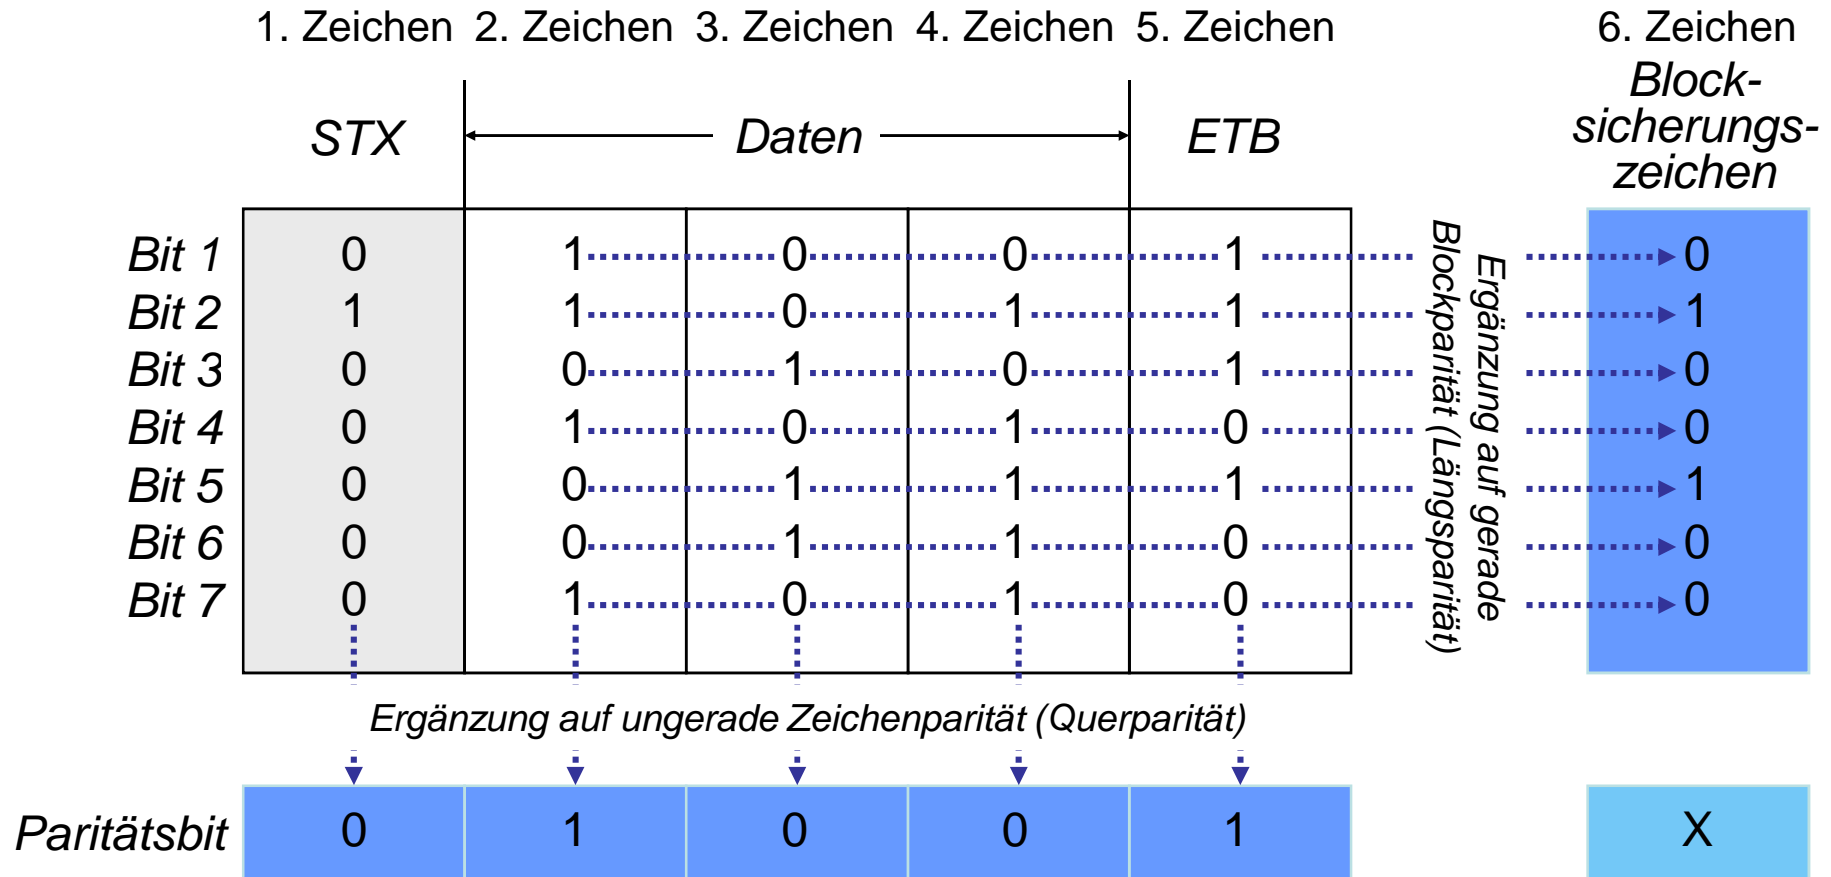 1. Zeichen 2. Zeichen 3. Zeichen 4. Zeichen 5. Zeichen 6. Zeichen
Block-
sicherungs-
zeichen
STX Daten ETB
Bit 1 0 1 0 0 1 0
Bit 2 1 1 0 1 1 1
Bit 3 0 0 1 0 1 0
Bit 4 0 1 0 1 0 0
Bit 5 0 0 1 1 1 1
Bit 6 0 0 1 1 0 0
Bit 7 0 1 0 1 0 0
Ergänzung auf gerade
Blockparität (Längsparität)
Ergänzung auf ungerade Zeichenparität (Querparität)
Paritätsbit 0 1 0 0 1 X